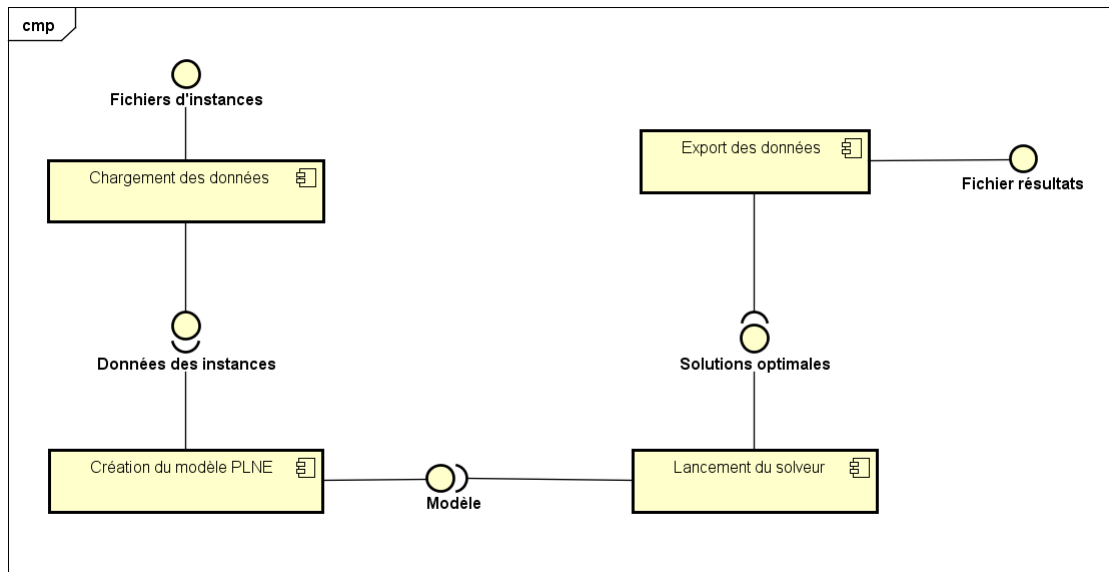 cmp
Fichiers d'instances
Chargement des données
Données des instances
Création du modèle PLNE
Modèle
Lancement du solveur
Solutions optimales
Export des données
Fichier résultats